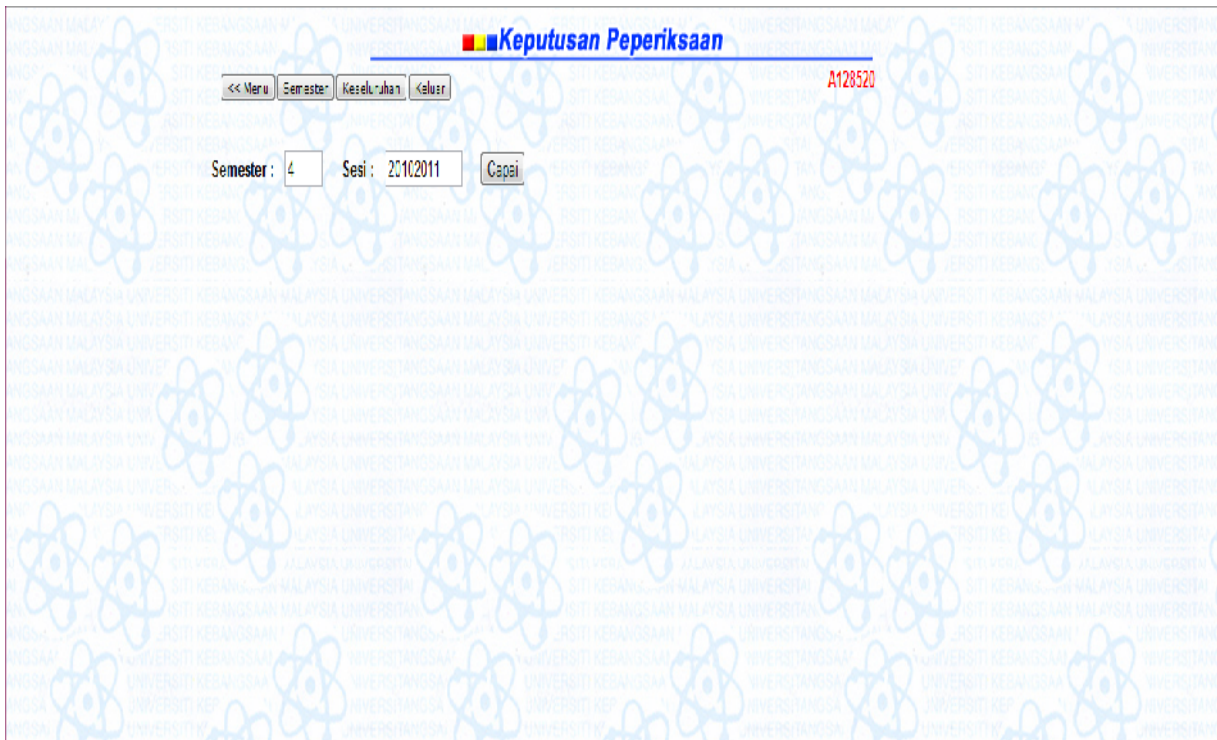 Keputusan Peperiksaan
A128520
<< Menu Semester Keseluruhan Keluar
Semester : 4 Sesi : 20102011 Capai